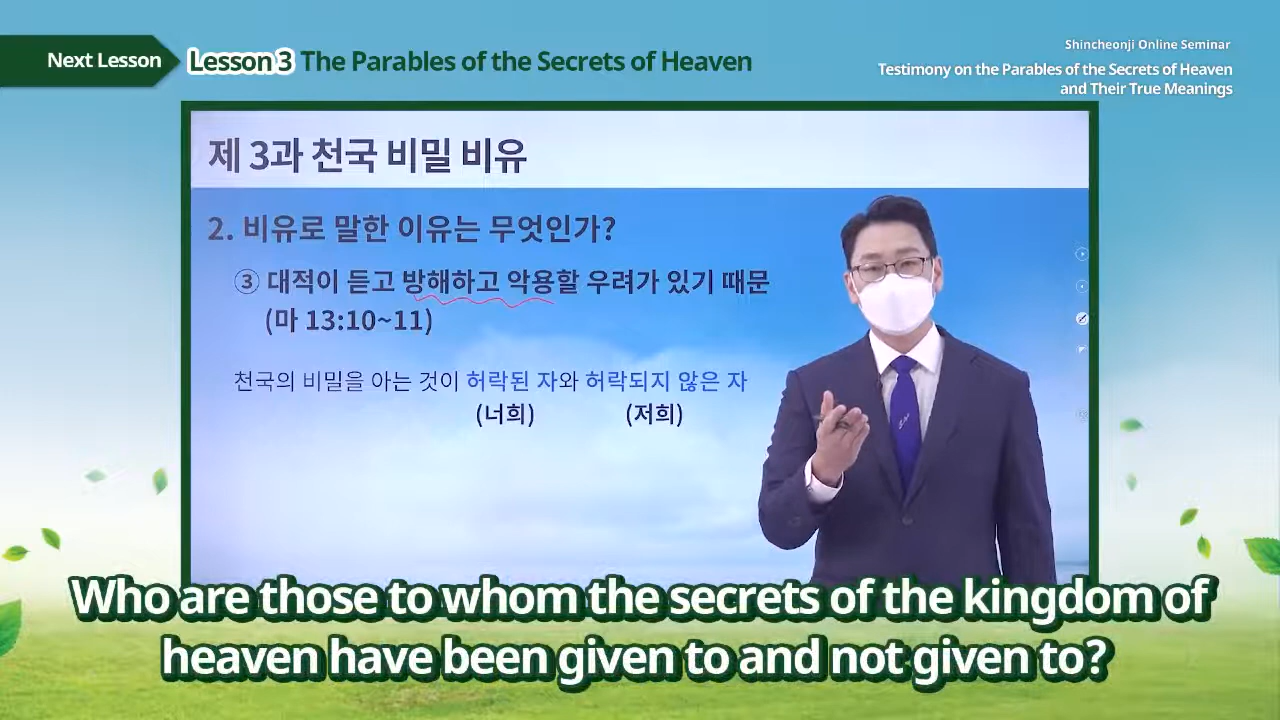 Next Lesson
Lesson 3 The Parables of the Secrets of Heaven
Shincheonji Online Seminar
Testimony on the Parables of the Secrets of Heaven
and Their True Meanings
제 3과 천국 비밀 비유
2. 비유로 말한 이유는 무엇인가?
③ 대적이 듣고 방해하고 악용할 우려가 있기 때문
(마 13:10~11)
천국의 비밀을 아는 것이 허락된 자와 허락되지 않은 자
(너희) (저희)
Who are those to whom the secrets of the kingdom of
heaven have been given to and not given to?